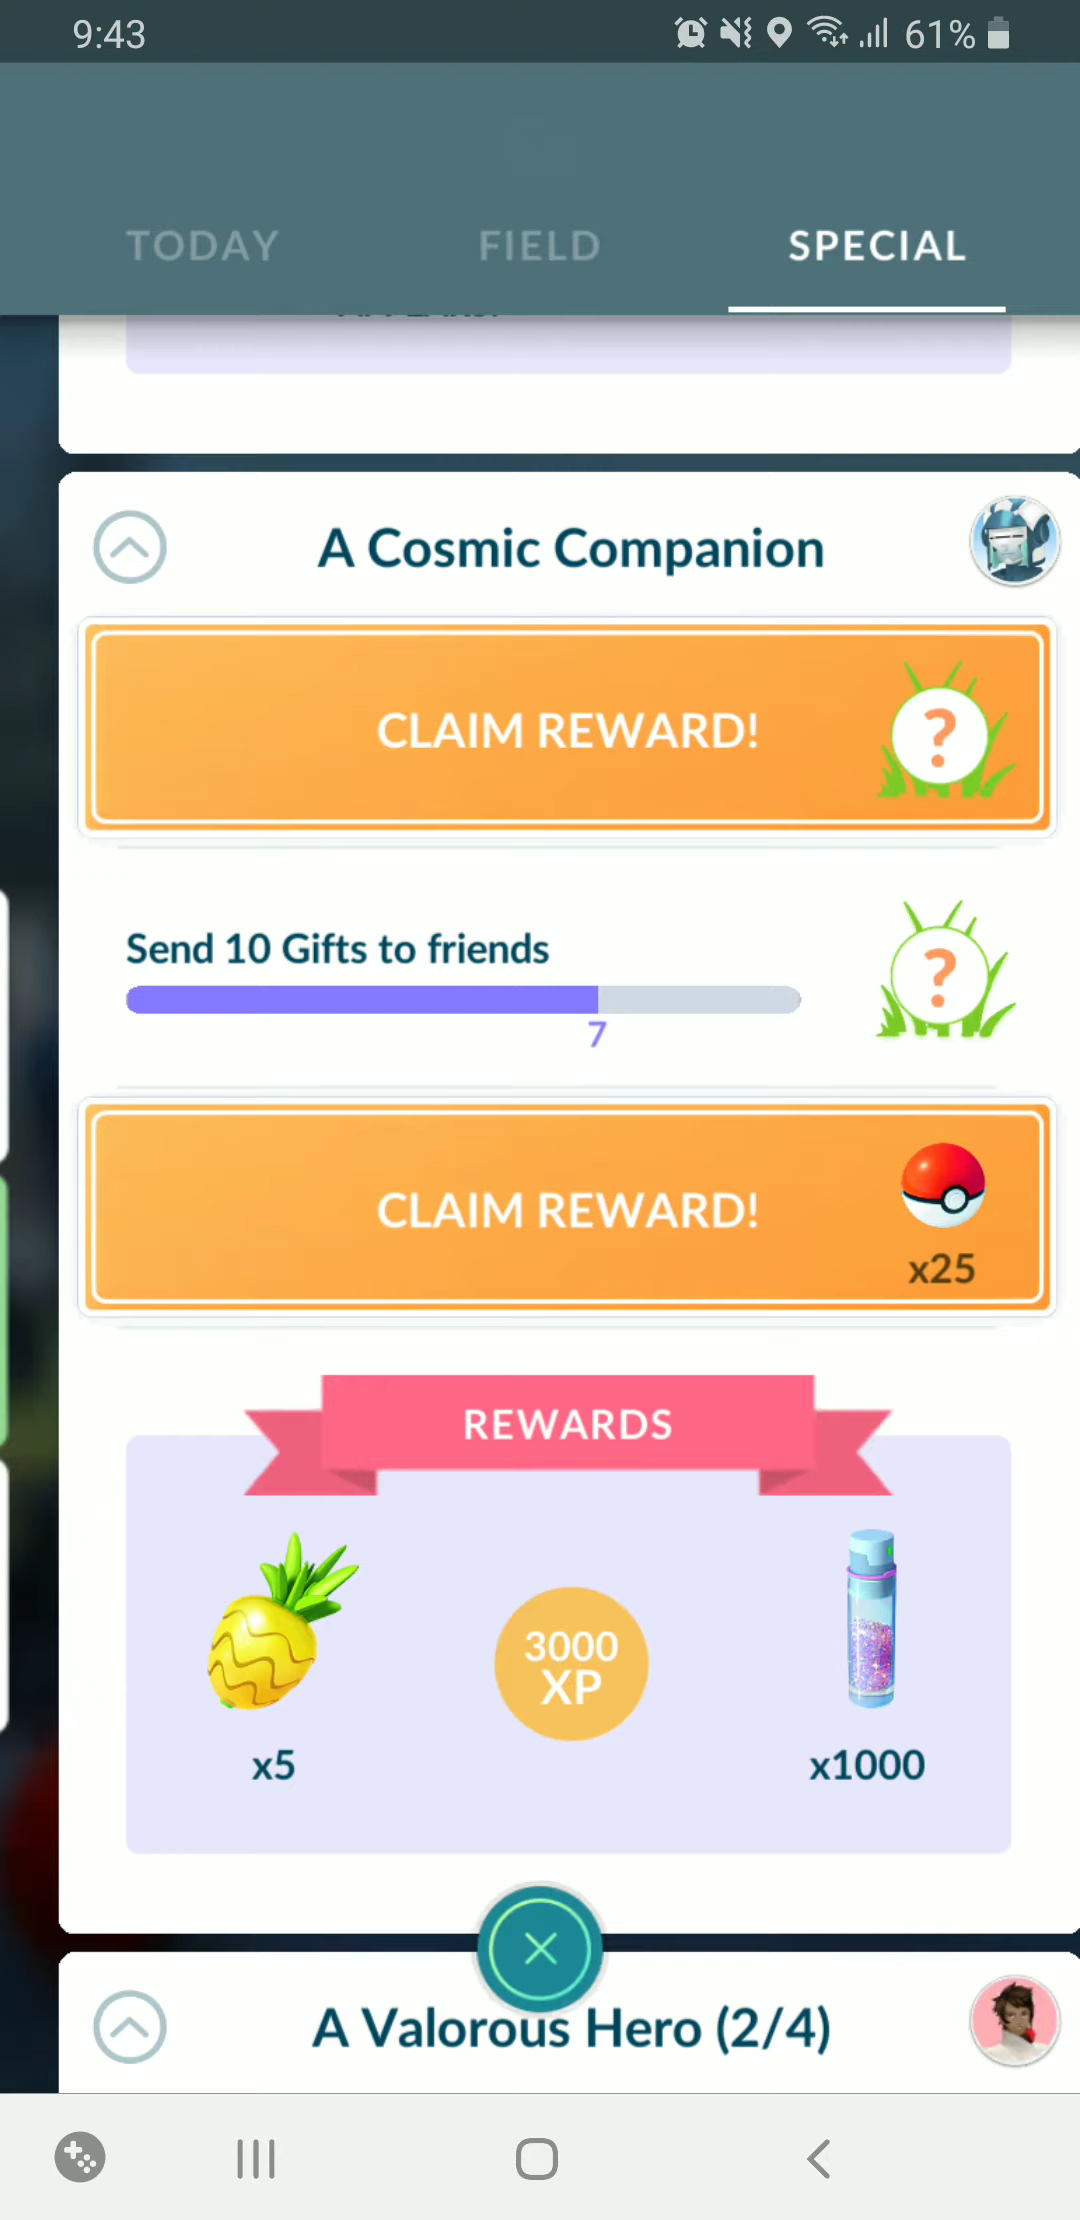 9:43
61%
TODAY
FIELD
SPECIAL
A Cosmic Companion
CLAIM REWARD!
?
Send 10 Gifts to friends
?
7
CLAIM REWARD!
x25
REWARDS
3000
XP
x5
x1000
A Valorous Hero (2/4)